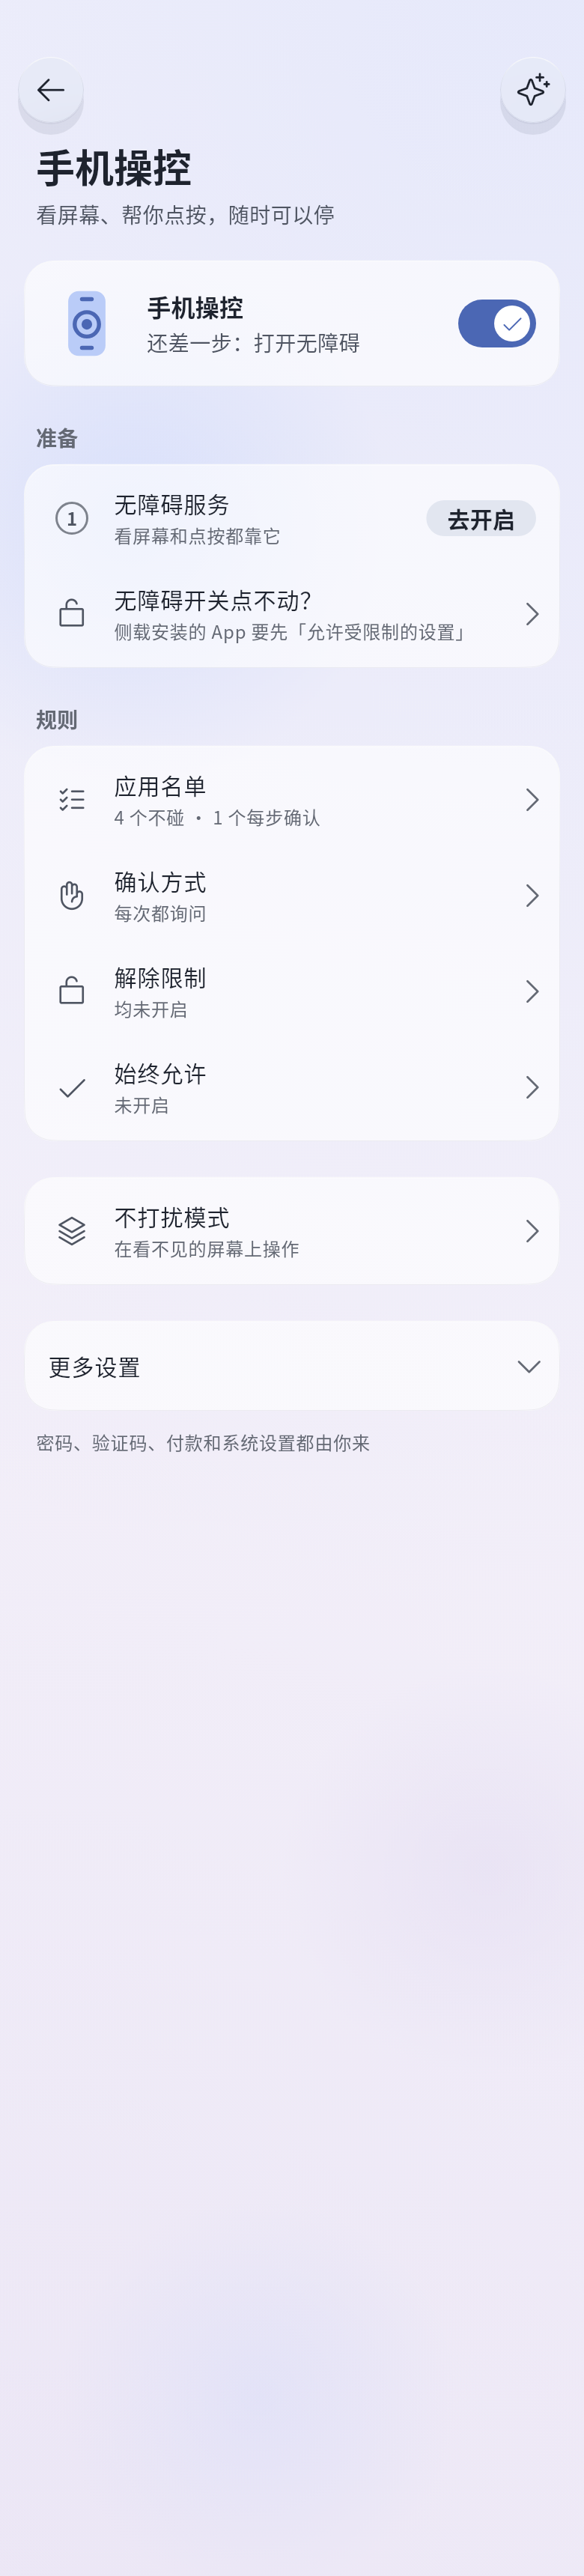 手机操控
看屏幕、帮你点按，随时可以停
手机操控
还差一步：打开无障碍
准备
1
无障碍服务
看屏幕和点按都靠它
去开启
无障碍开关点不动？
侧载安装的 App 要先「允许受限制的设置」
规则
应用名单
4 个不碰 · 1 个每步确认
确认方式
每次都询问
解除限制
均未开启
始终允许
未开启
不打扰模式
在看不见的屏幕上操作
更多设置
密码、验证码、付款和系统设置都由你来